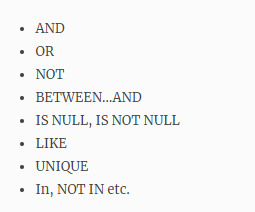 AND
OR
NOT
BETWEEN...AND
IS NULL, IS NOT NULL
LIKE
UNIQUE
In, NOT IN etc.